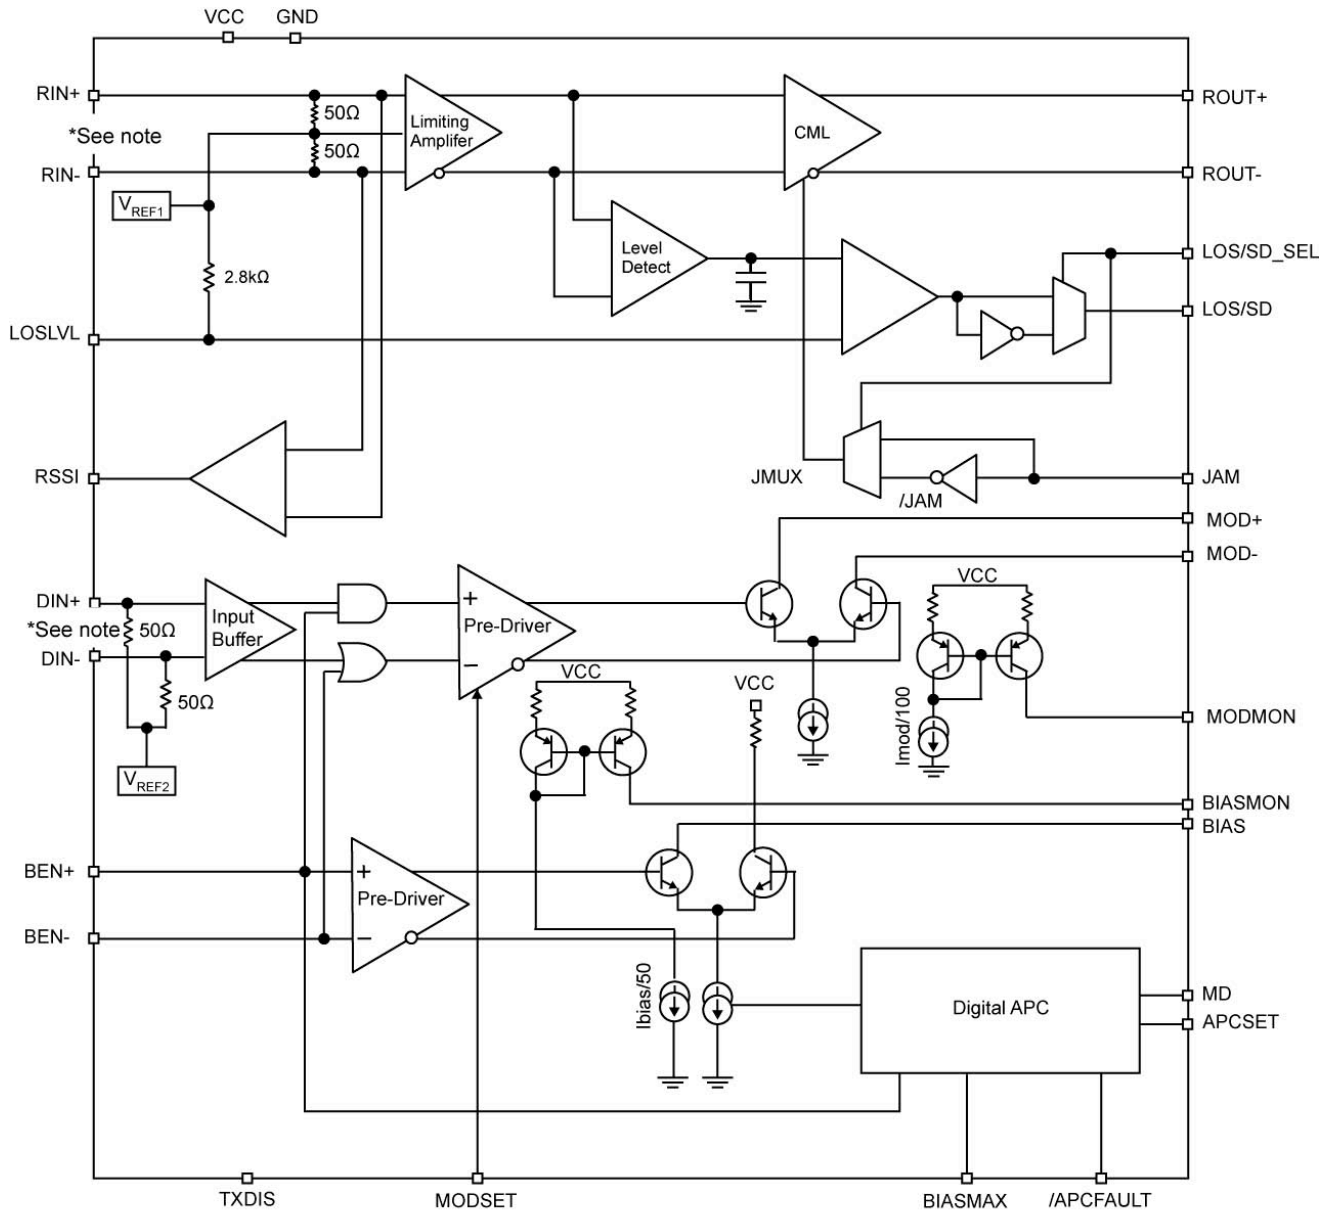 VCC GND
RIN+
50Ω
Limiting
Amplifer
CML
ROUT+
*See note
50Ω
RIN-
ROUT-
VREF1
Level
Detect
LOS/SD_SEL
2.8kΩ
LOS/SD
LOSLVL
RSSI
JMUX
/JAM
JAM
MOD+
MOD-
VCC
DIN+
*See note
50Ω
Input
Buffer
+
Pre-Driver
−
DIN-
50Ω
VCC
VCC
Imod/100
MODMON
VREF2
BIASMON
BIAS
BEN+
+
Pre-Driver
−
BEN-
Ibias/50
Digital APC
MD
APCSET
TXDIS
MODSET
BIASMAX
/APCFAULT